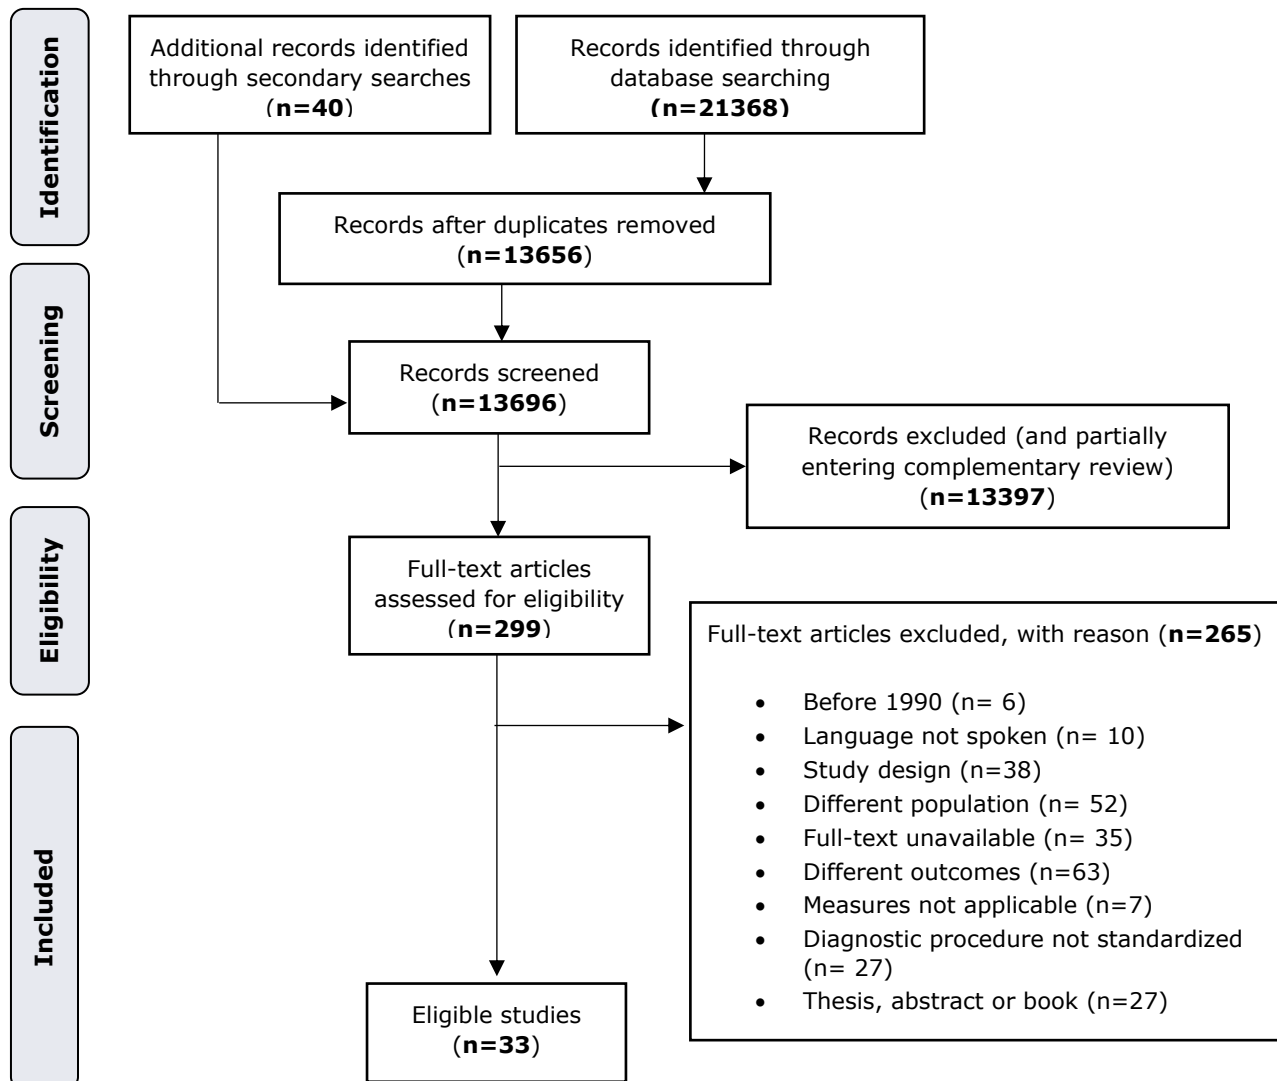 Identification
Additional records identified
through secondary searches
(n=40)
Records identified through
database searching
(n=21368)
Records after duplicates removed
(n=13656)
Screening
Records screened
(n=13696)
Records excluded (and partially
entering complementary review)
(n=13397)
Eligibility
Full-text articles
assessed for eligibility
(n=299)
Full-text articles excluded, with reason (n=265)
• Before 1990 (n= 6)
• Language not spoken (n= 10)
• Study design (n=38)
• Different population (n= 52)
• Full-text unavailable (n= 35)
• Different outcomes (n=63)
• Measures not applicable (n=7)
• Diagnostic procedure not standardized
(n= 27)
• Thesis, abstract or book (n=27)
Included
Eligible studies
(n=33)